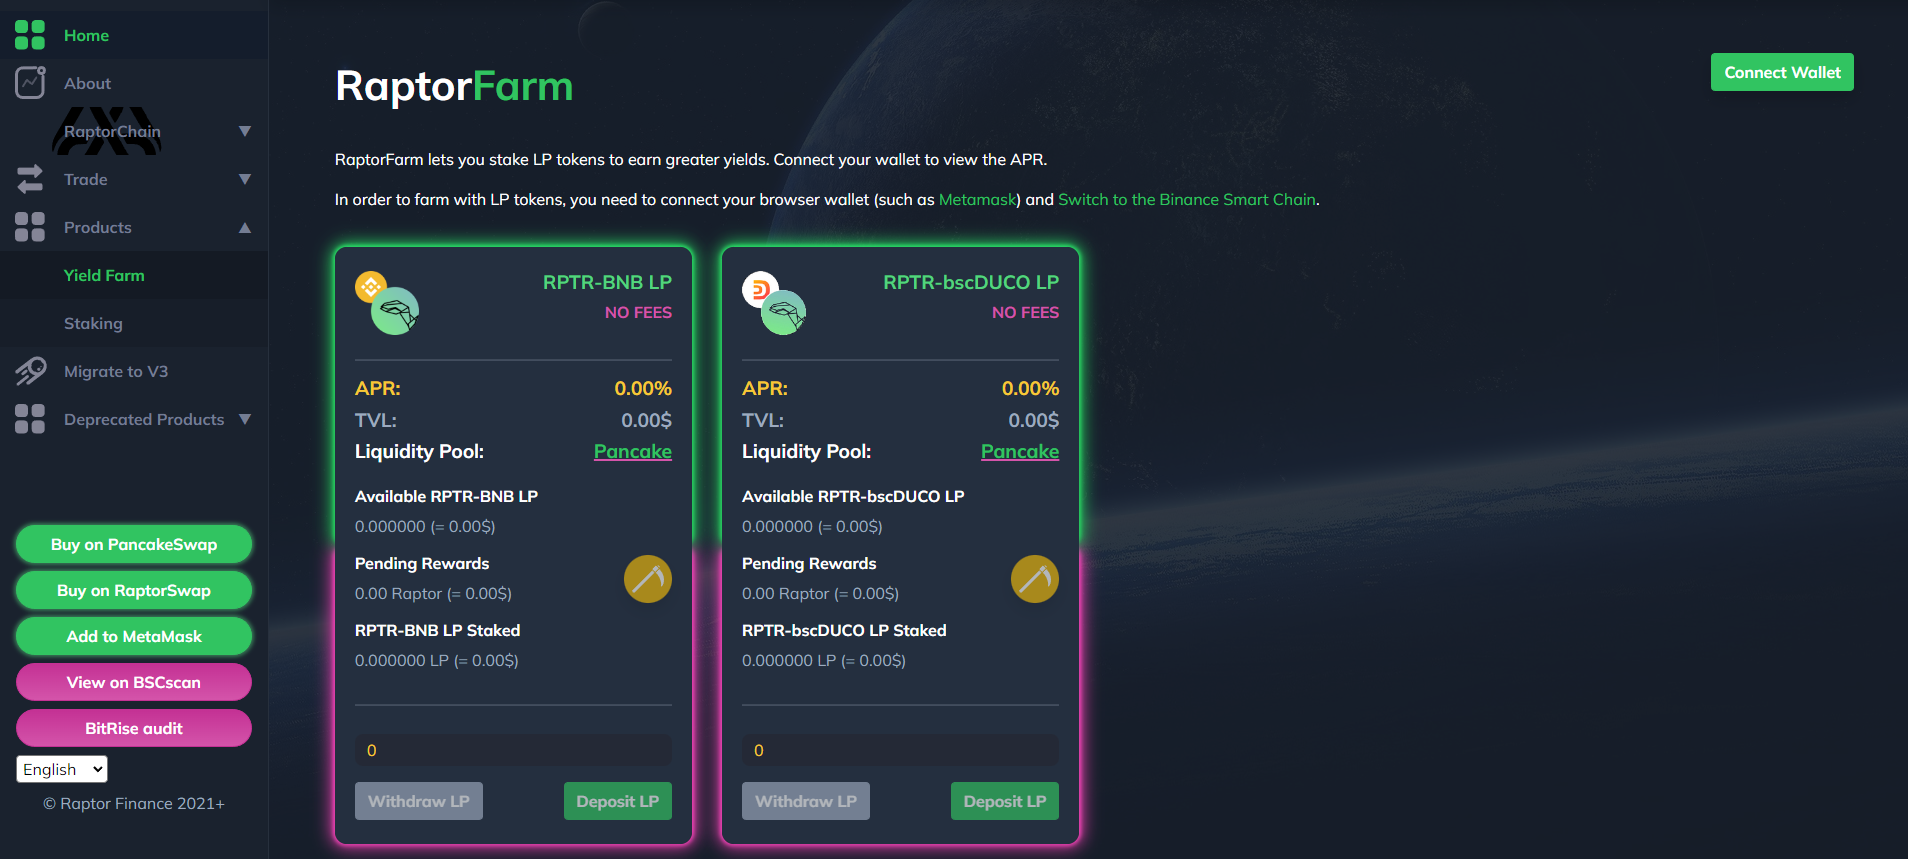 Home
About
RaptorChain ▼
Trade ▼
Products ▲
Yield Farm
Staking
Migrate to V3
Deprecated Products ▼
Buy on PancakeSwap
Buy on RaptorSwap
Add to MetaMask
View on BSCscan
BitRise audit
English
© Raptor Finance 2021+
RaptorFarm
Connect Wallet
RaptorFarm lets you stake LP tokens to earn greater yields. Connect your wallet to view the APR.
In order to farm with LP tokens, you need to connect your browser wallet (such as Metamask) and Switch to the Binance Smart Chain.
RPTR-BNB LP
NO FEES
APR: 0.00%
TVL: 0.00$
Liquidity Pool: Pancake
Available RPTR-BNB LP
0.000000 (= 0.00$)
Pending Rewards
0.00 Raptor (= 0.00$)
RPTR-BNB LP Staked
0.000000 LP (= 0.00$)
0
Withdraw LP Deposit LP
RPTR-bscDUCO LP
NO FEES
APR: 0.00%
TVL: 0.00$
Liquidity Pool: Pancake
Available RPTR-bscDUCO LP
0.000000 (= 0.00$)
Pending Rewards
0.00 Raptor (= 0.00$)
RPTR-bscDUCO LP Staked
0.000000 LP (= 0.00$)
0
Withdraw LP Deposit LP